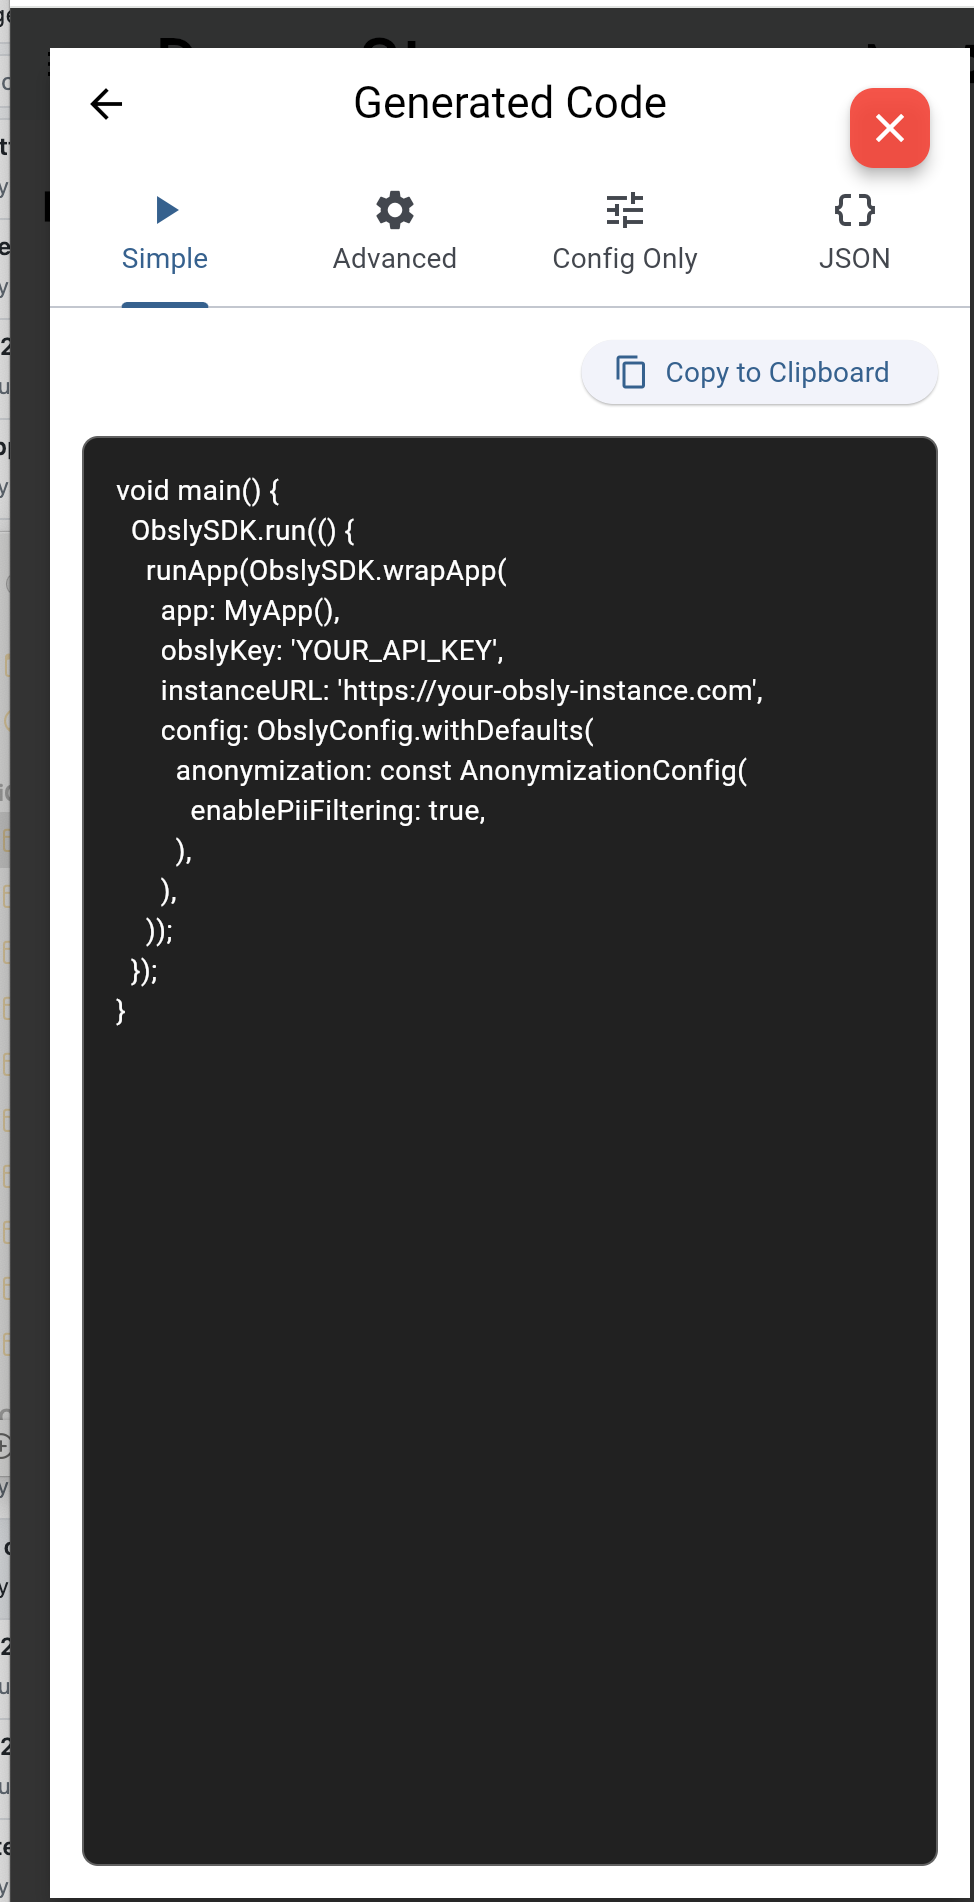 Generated Code
Simple
Advanced
Config Only
JSON
Copy to Clipboard
void main() {
  ObslySDK.run(() {
    runApp(ObslySDK.wrapApp(
      app: MyApp(),
      obslyKey: 'YOUR_API_KEY',
      instanceURL: 'https://your-obsly-instance.com',
      config: ObslyConfig.withDefaults(
        anonymization: const AnonymizationConfig(
          enablePiiFiltering: true,
        ),
      ),
    ));
  });
}